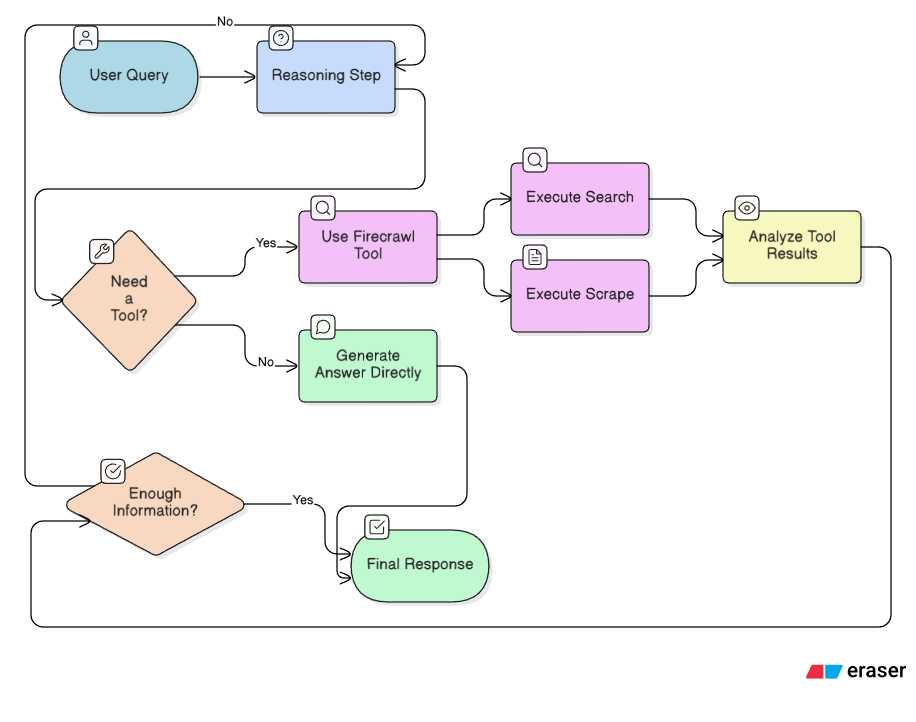 No
User Query
Reasoning Step
Execute Search
Use Firecrawl
Tool
Yes
Analyze Tool
Results
Need
a
Tool?
Execute Scrape
No
Generate
Answer Directly
Enough
Information?
Yes
Final Response
eraser